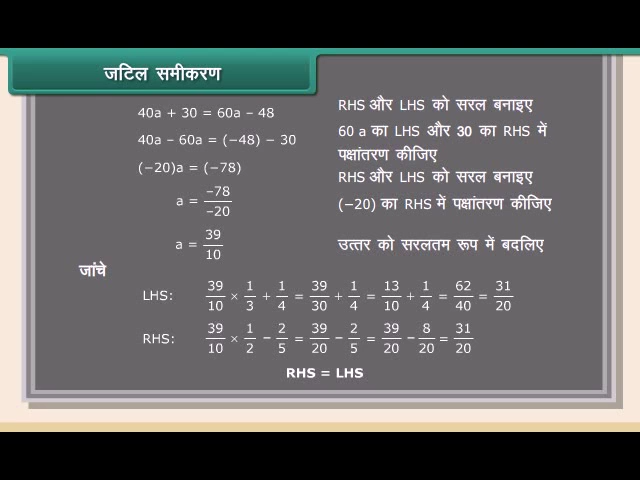 जटिल समीकरण
40a + 30 = 60a – 48 RHS और LHS को सरल बनाइए
40a – 60a = (−48) − 30 60 a का LHS और 30 का RHS में
पक्षांतरण कीजिए
(−20)a = (−78) RHS और LHS को सरल बनाइए
a = –78/–20 (−20) का RHS में पक्षांतरण कीजिए
a = 39/10 उत्तर को सरलतम रूप में बदलिए
जांचे
LHS: 39/10 × 1/3 + 1/4 = 39/30 + 1/4 = 13/10 + 1/4 = 62/40 = 31/20
RHS: 39/10 × 1/2 − 2/5 = 39/20 − 2/5 = 39/20 − 8/20 = 31/20
RHS = LHS